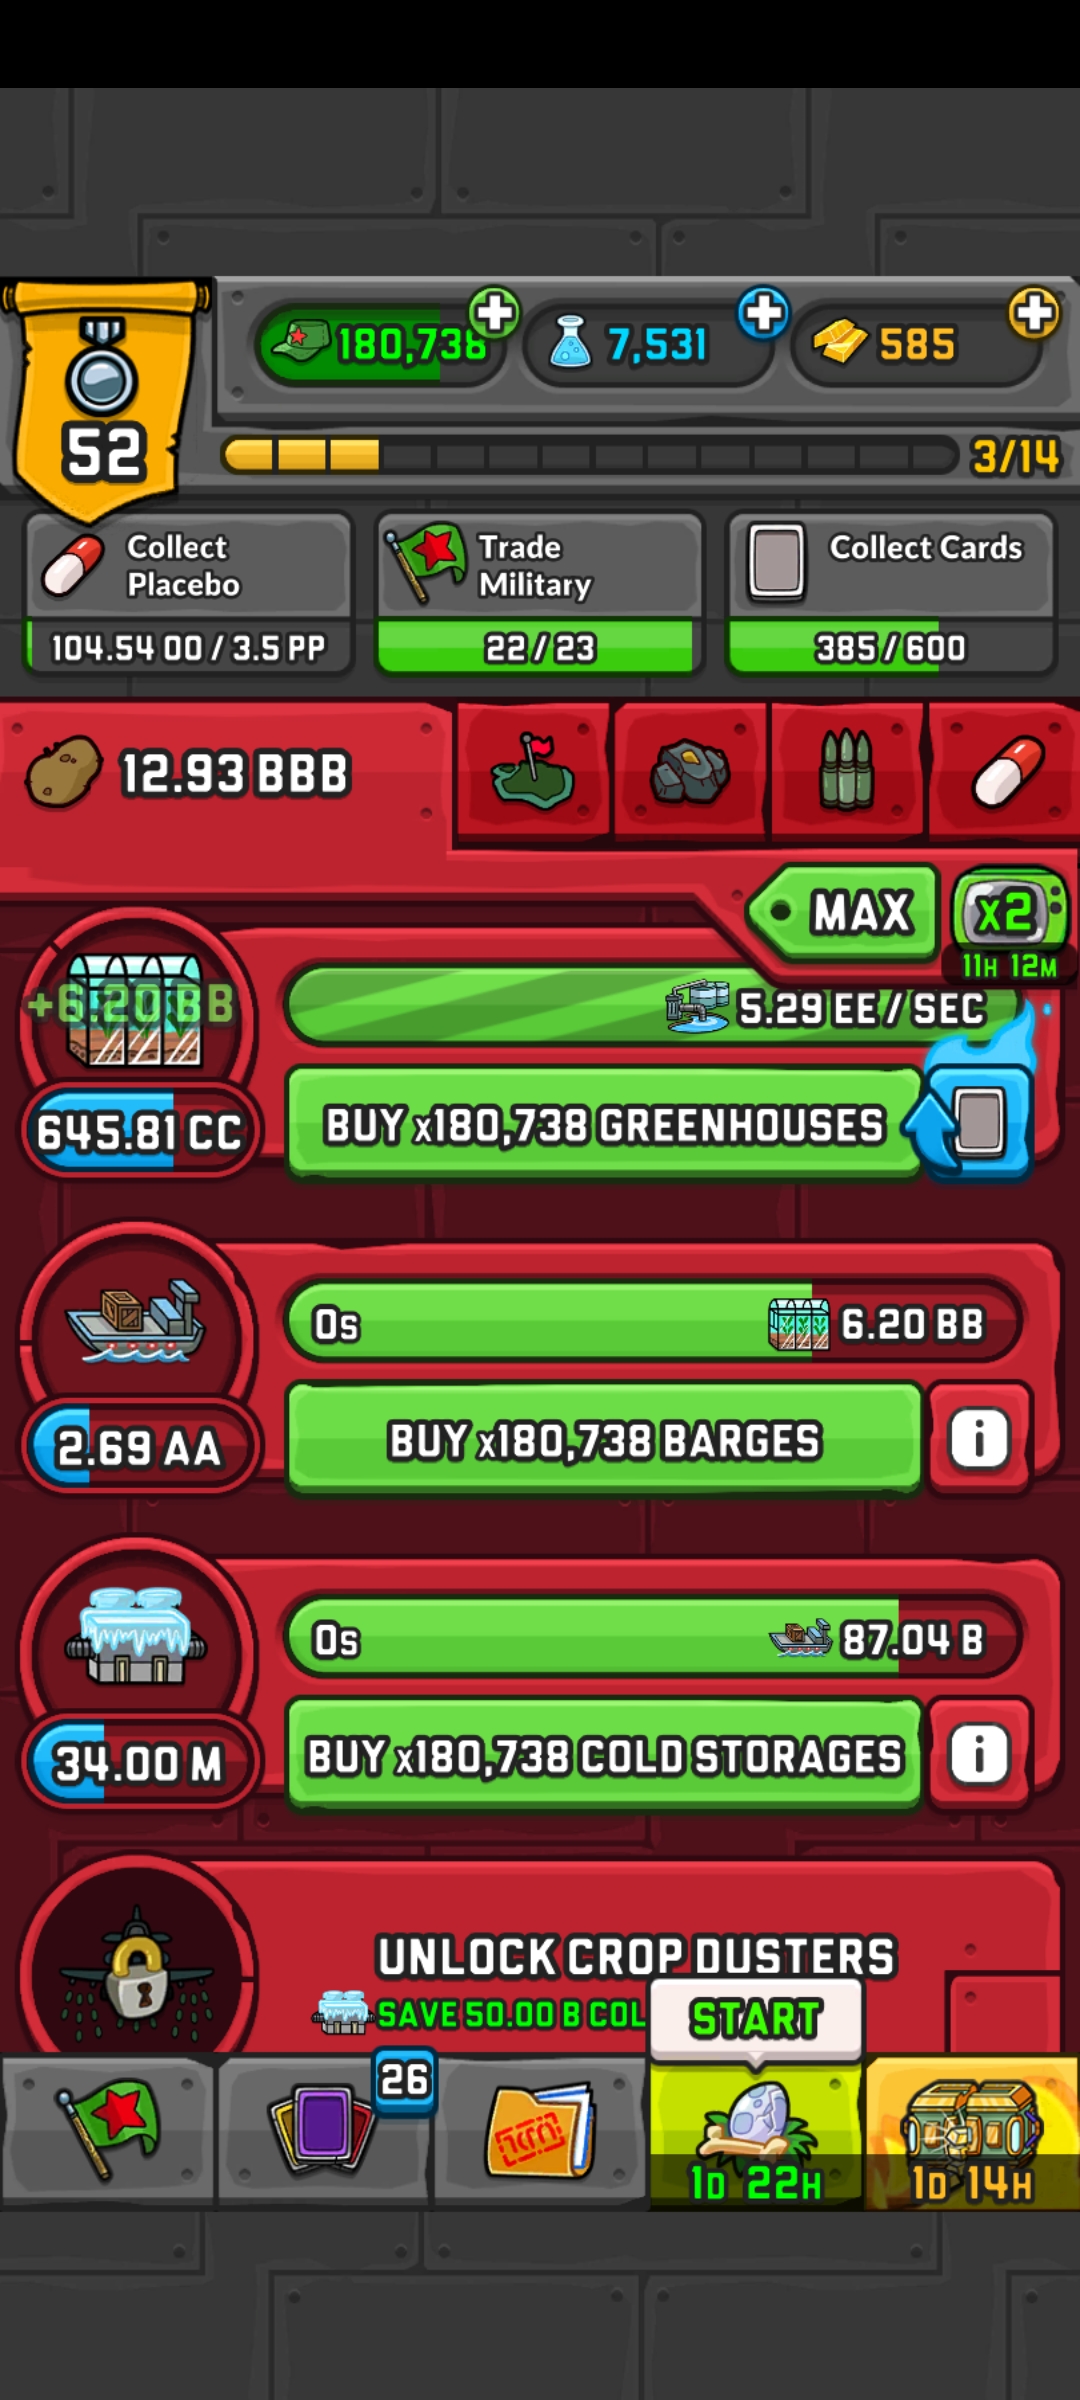 180,738
7,531
585
52
3/14
Collect
Placebo
104.54 OO / 3.5 PP
Trade
Military
22 / 23
Collect Cards
385 / 600
12.93 BBB
MAX
x2
11H 12M
+6.20 BB
5.29 EE / SEC
645.81 CC
BUY x180,738 GREENHOUSES
0s
6.20 BB
2.69 AA
BUY x180,738 BARGES
i
0s
87.04 B
34.00 M
BUY x180,738 COLD STORAGES
i
UNLOCK CROP DUSTERS
SAVE 50.00 B COL
START
26
1D 22H
1D 14H